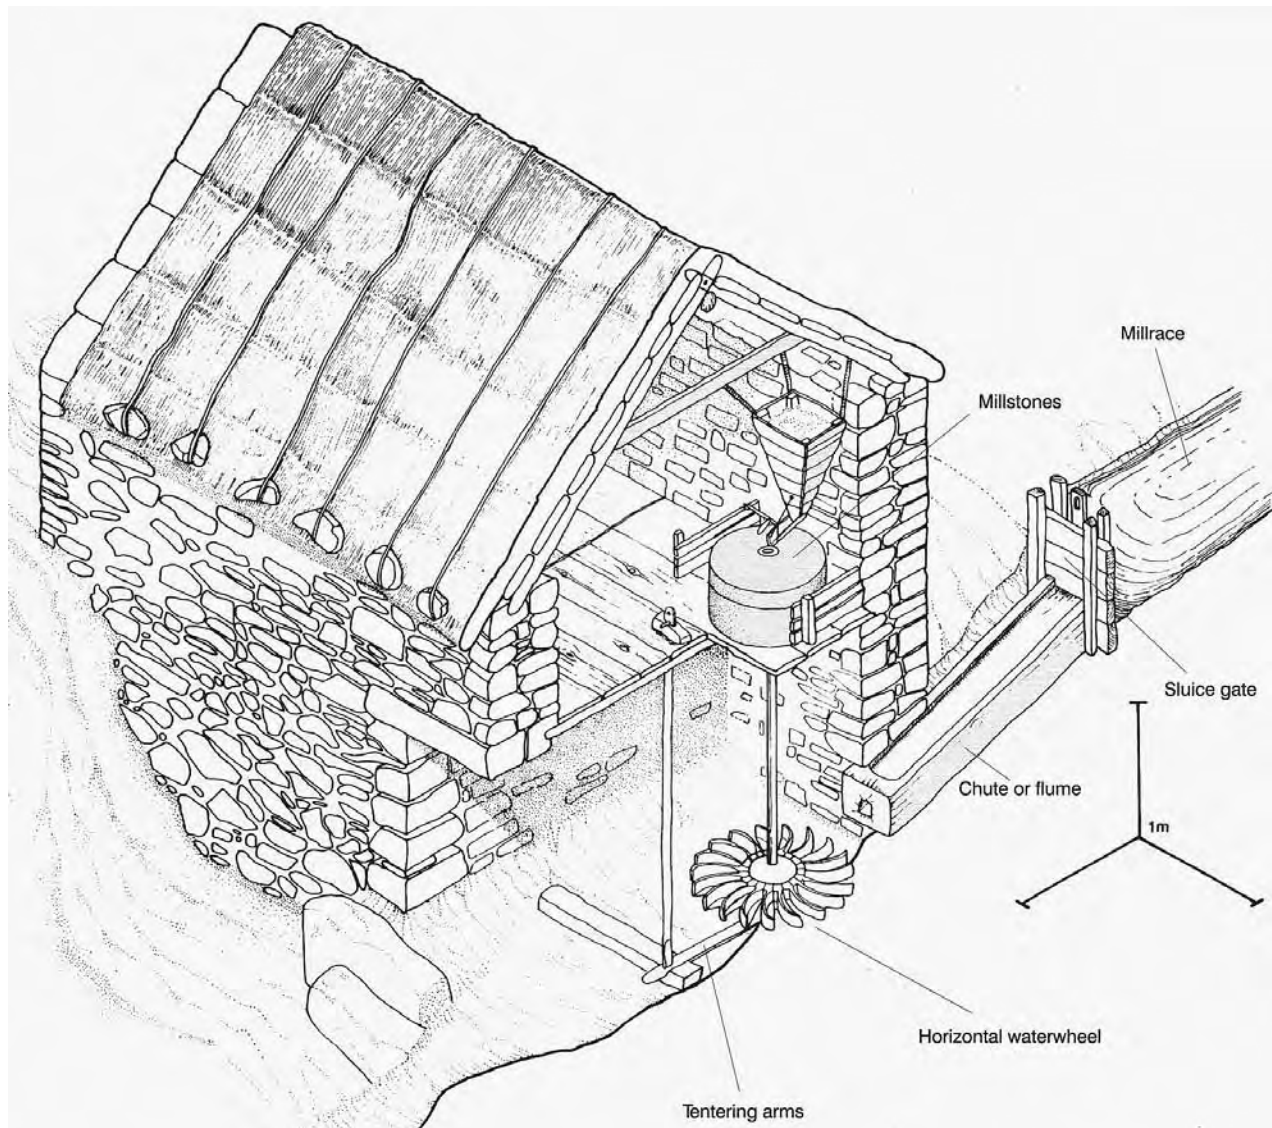 Millrace
Millstones
Sluice gate
Chute or flume
1m
Horizontal waterwheel
Tentering arms